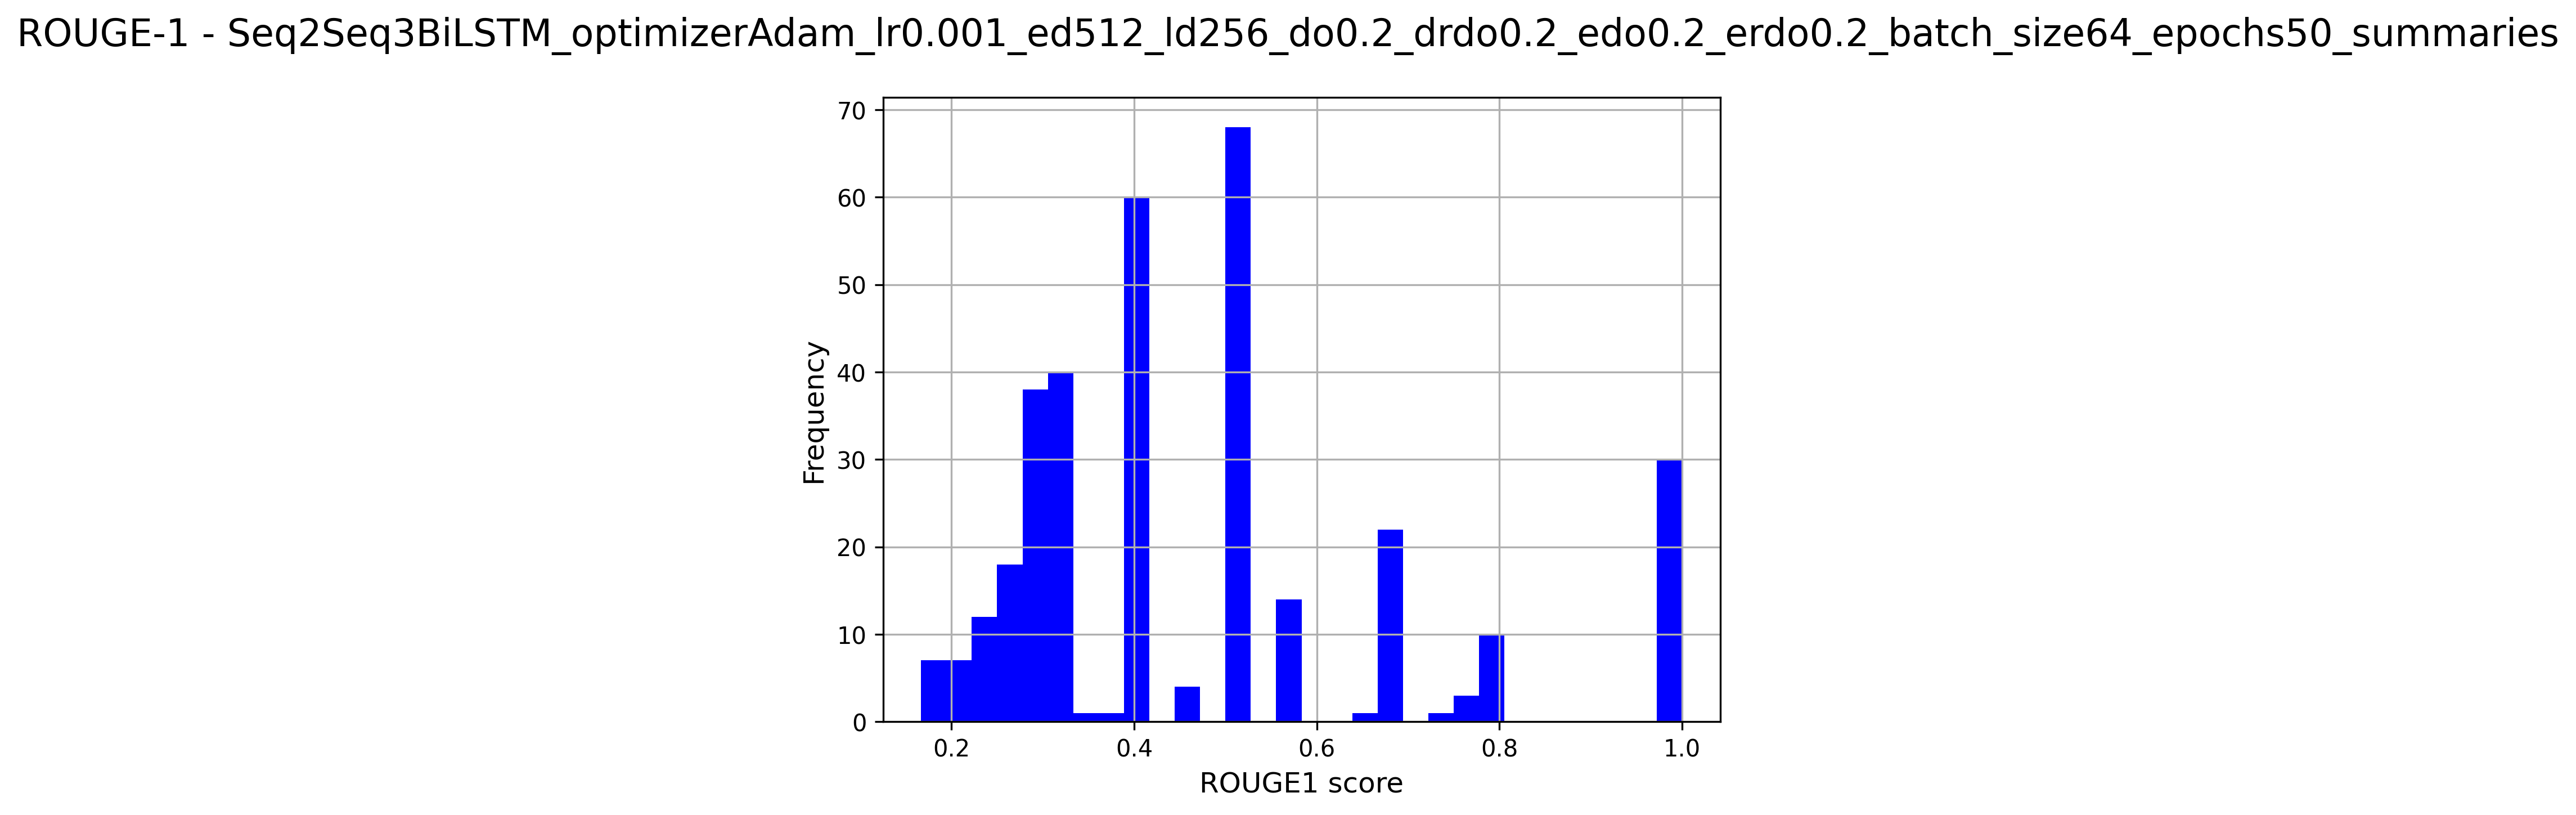 ROUGE-1 - Seq2Seq3BiLSTM_optimizerAdam_lr0.001_ed512_ld256_do0.2_drdo0.2_edo0.2_erdo0.2_batch_size64_epochs50_summaries
70
60
50
40
30
20
10
0
Frequency
0.2 0.4 0.6 0.8 1.0
ROUGE1 score